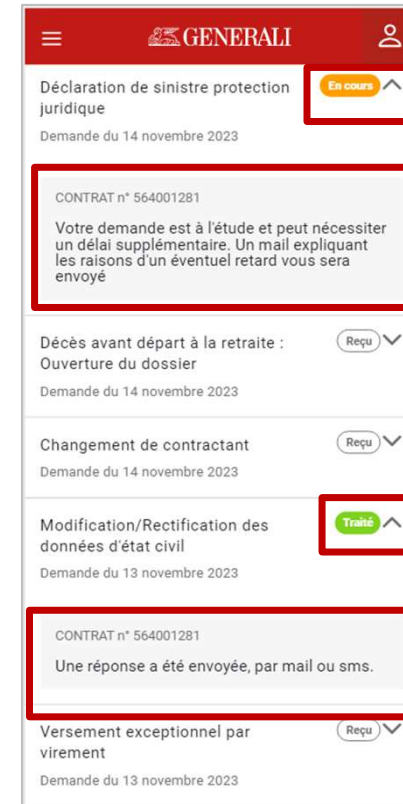 GENERALI
Déclaration de sinistre protection
juridique
En cours
Demande du 14 novembre 2023
CONTRAT n° 564001281
Votre demande est à l'étude et peut nécessiter
un délai supplémentaire. Un mail expliquant
les raisons d'un éventuel retard vous sera
envoyé
Décès avant départ à la retraite :
Ouverture du dossier
Reçu
Demande du 14 novembre 2023
Changement de contractant
Reçu
Demande du 14 novembre 2023
Modification/Rectification des
données d'état civil
Traité
Demande du 13 novembre 2023
CONTRAT n° 564001281
Une réponse a été envoyée, par mail ou sms.
Versement exceptionnel par
virement
Reçu
Demande du 13 novembre 2023